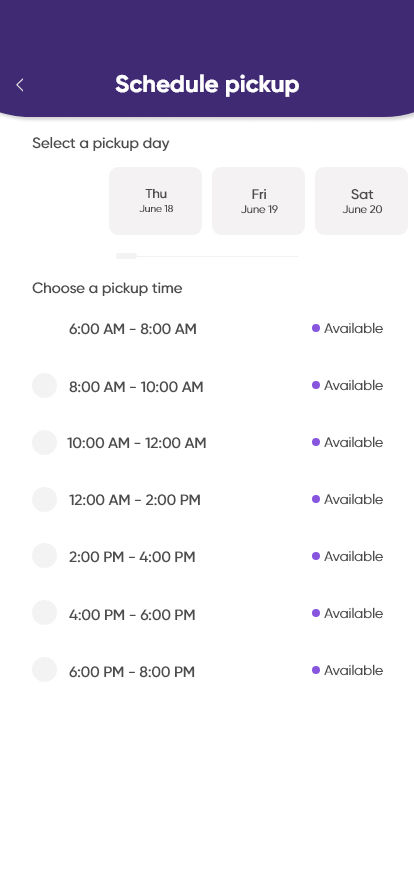 Schedule pickup
Select a pickup day
Thu Fri Sat
June 18 June 19 June 20
Choose a pickup time
6:00 AM - 8:00 AM Available
8:00 AM - 10:00 AM Available
10:00 AM - 12:00 AM Available
12:00 AM - 2:00 PM Available
2:00 PM - 4:00 PM Available
4:00 PM - 6:00 PM Available
6:00 PM - 8:00 PM Available